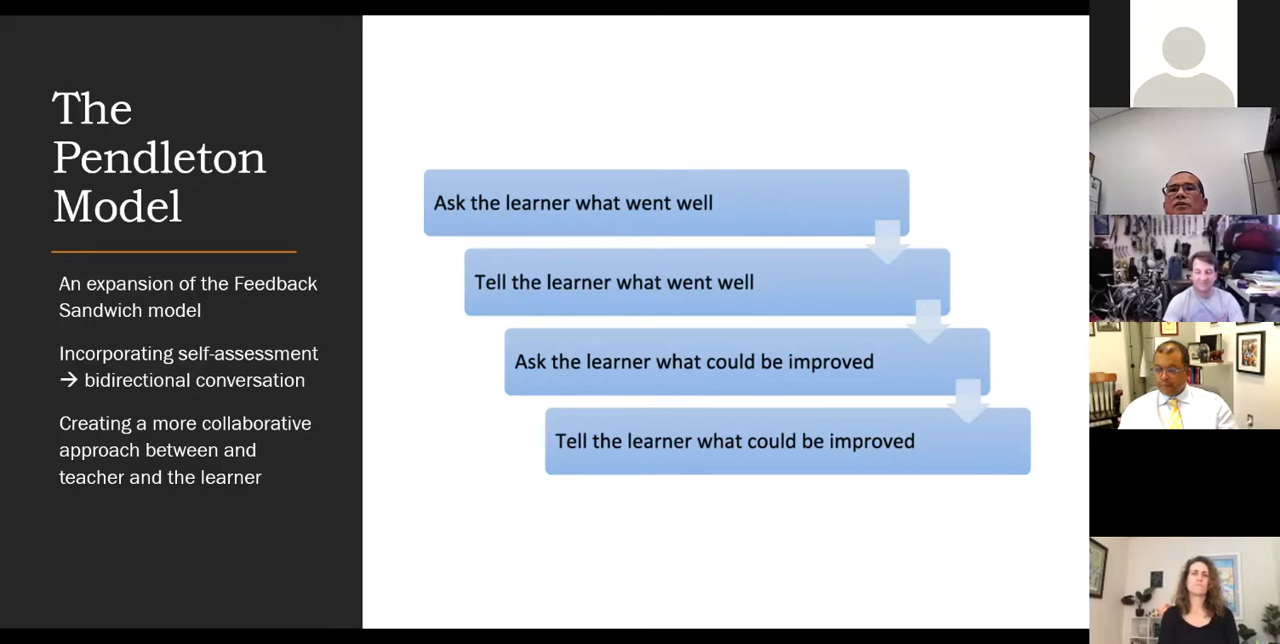 The
Pendleton
Model
An expansion of the Feedback
Sandwich model
Incorporating self-assessment
→ bidirectional conversation
Creating a more collaborative
approach between and
teacher and the learner
Ask the learner what went well
Tell the learner what went well
Ask the learner what could be improved
Tell the learner what could be improved